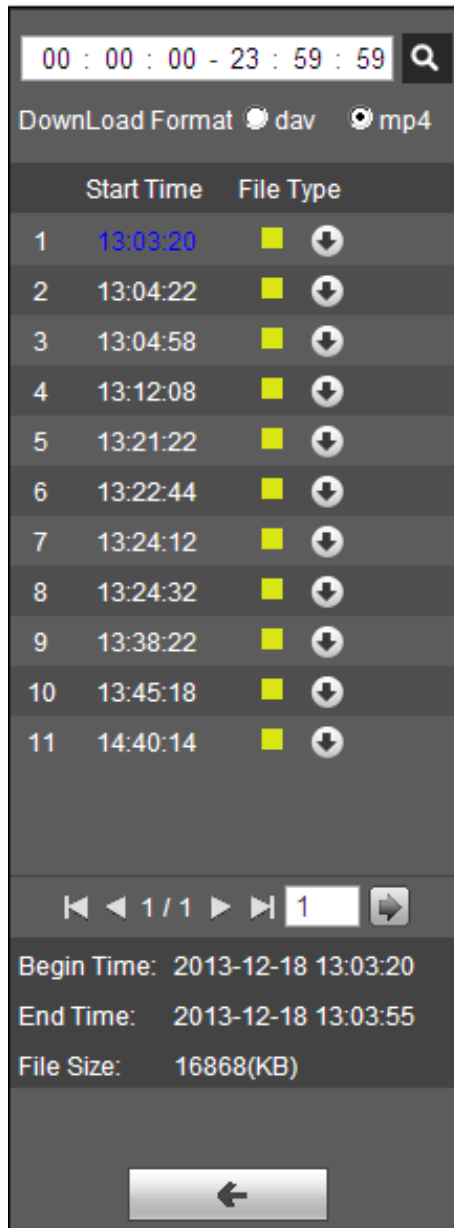 00 : 00 : 00 - 23 : 59 : 59
DownLoad Format dav mp4
Start Time File Type
1 13:03:20
2 13:04:22
3 13:04:58
4 13:12:08
5 13:21:22
6 13:22:44
7 13:24:12
8 13:24:32
9 13:38:22
10 13:45:18
11 14:40:14
1 / 1 1
Begin Time: 2013-12-18 13:03:20
End Time: 2013-12-18 13:03:55
File Size: 16868(KB)